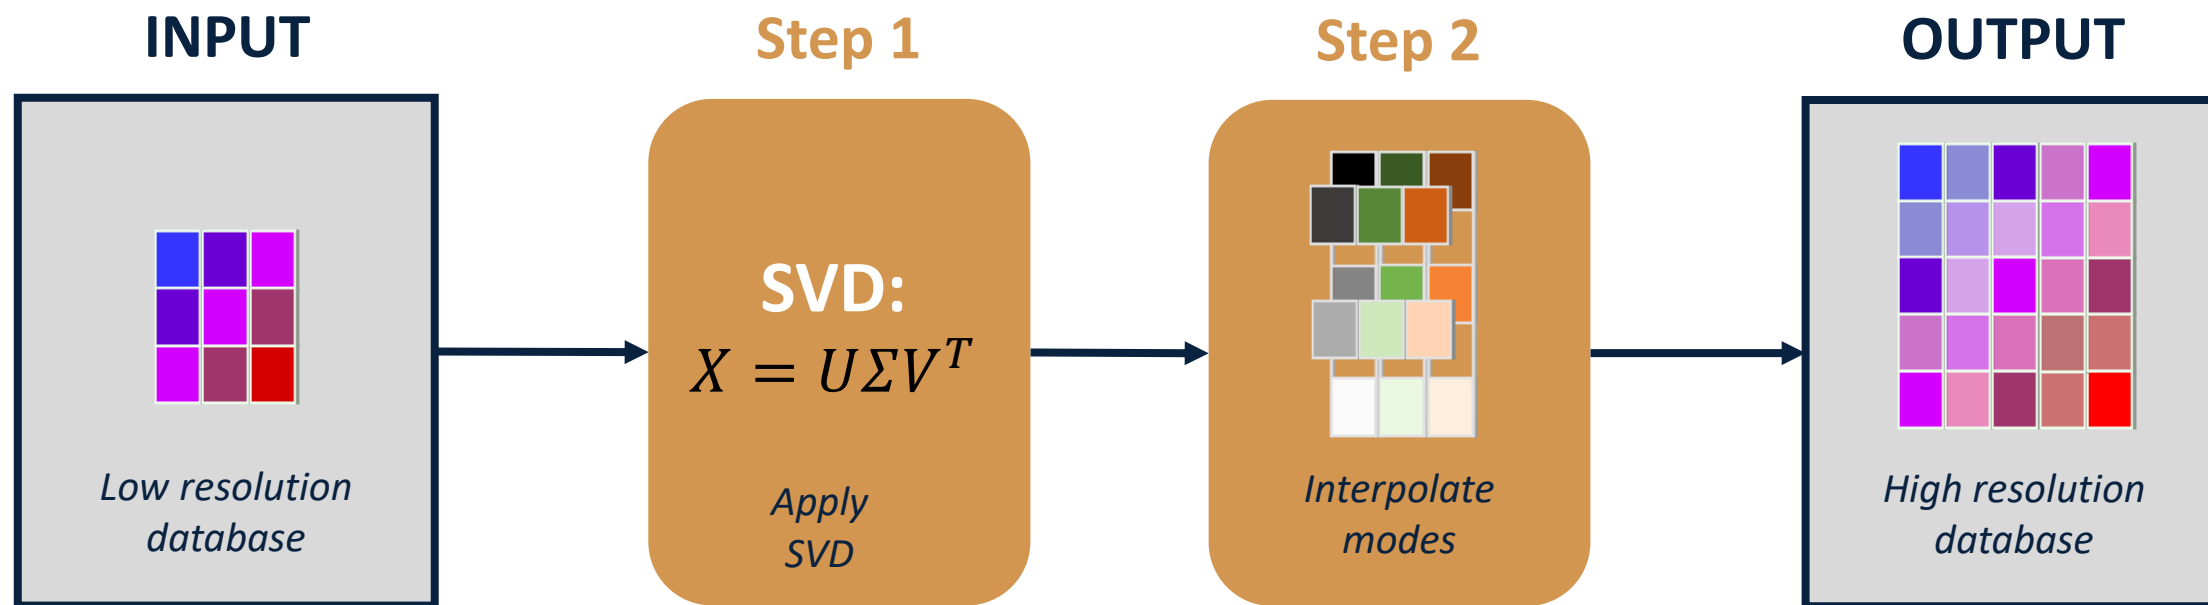 INPUT
Low resolution
database
Step 1
SVD:
X = UΣV^T
Apply
SVD
Step 2
Interpolate
modes
OUTPUT
High resolution
database